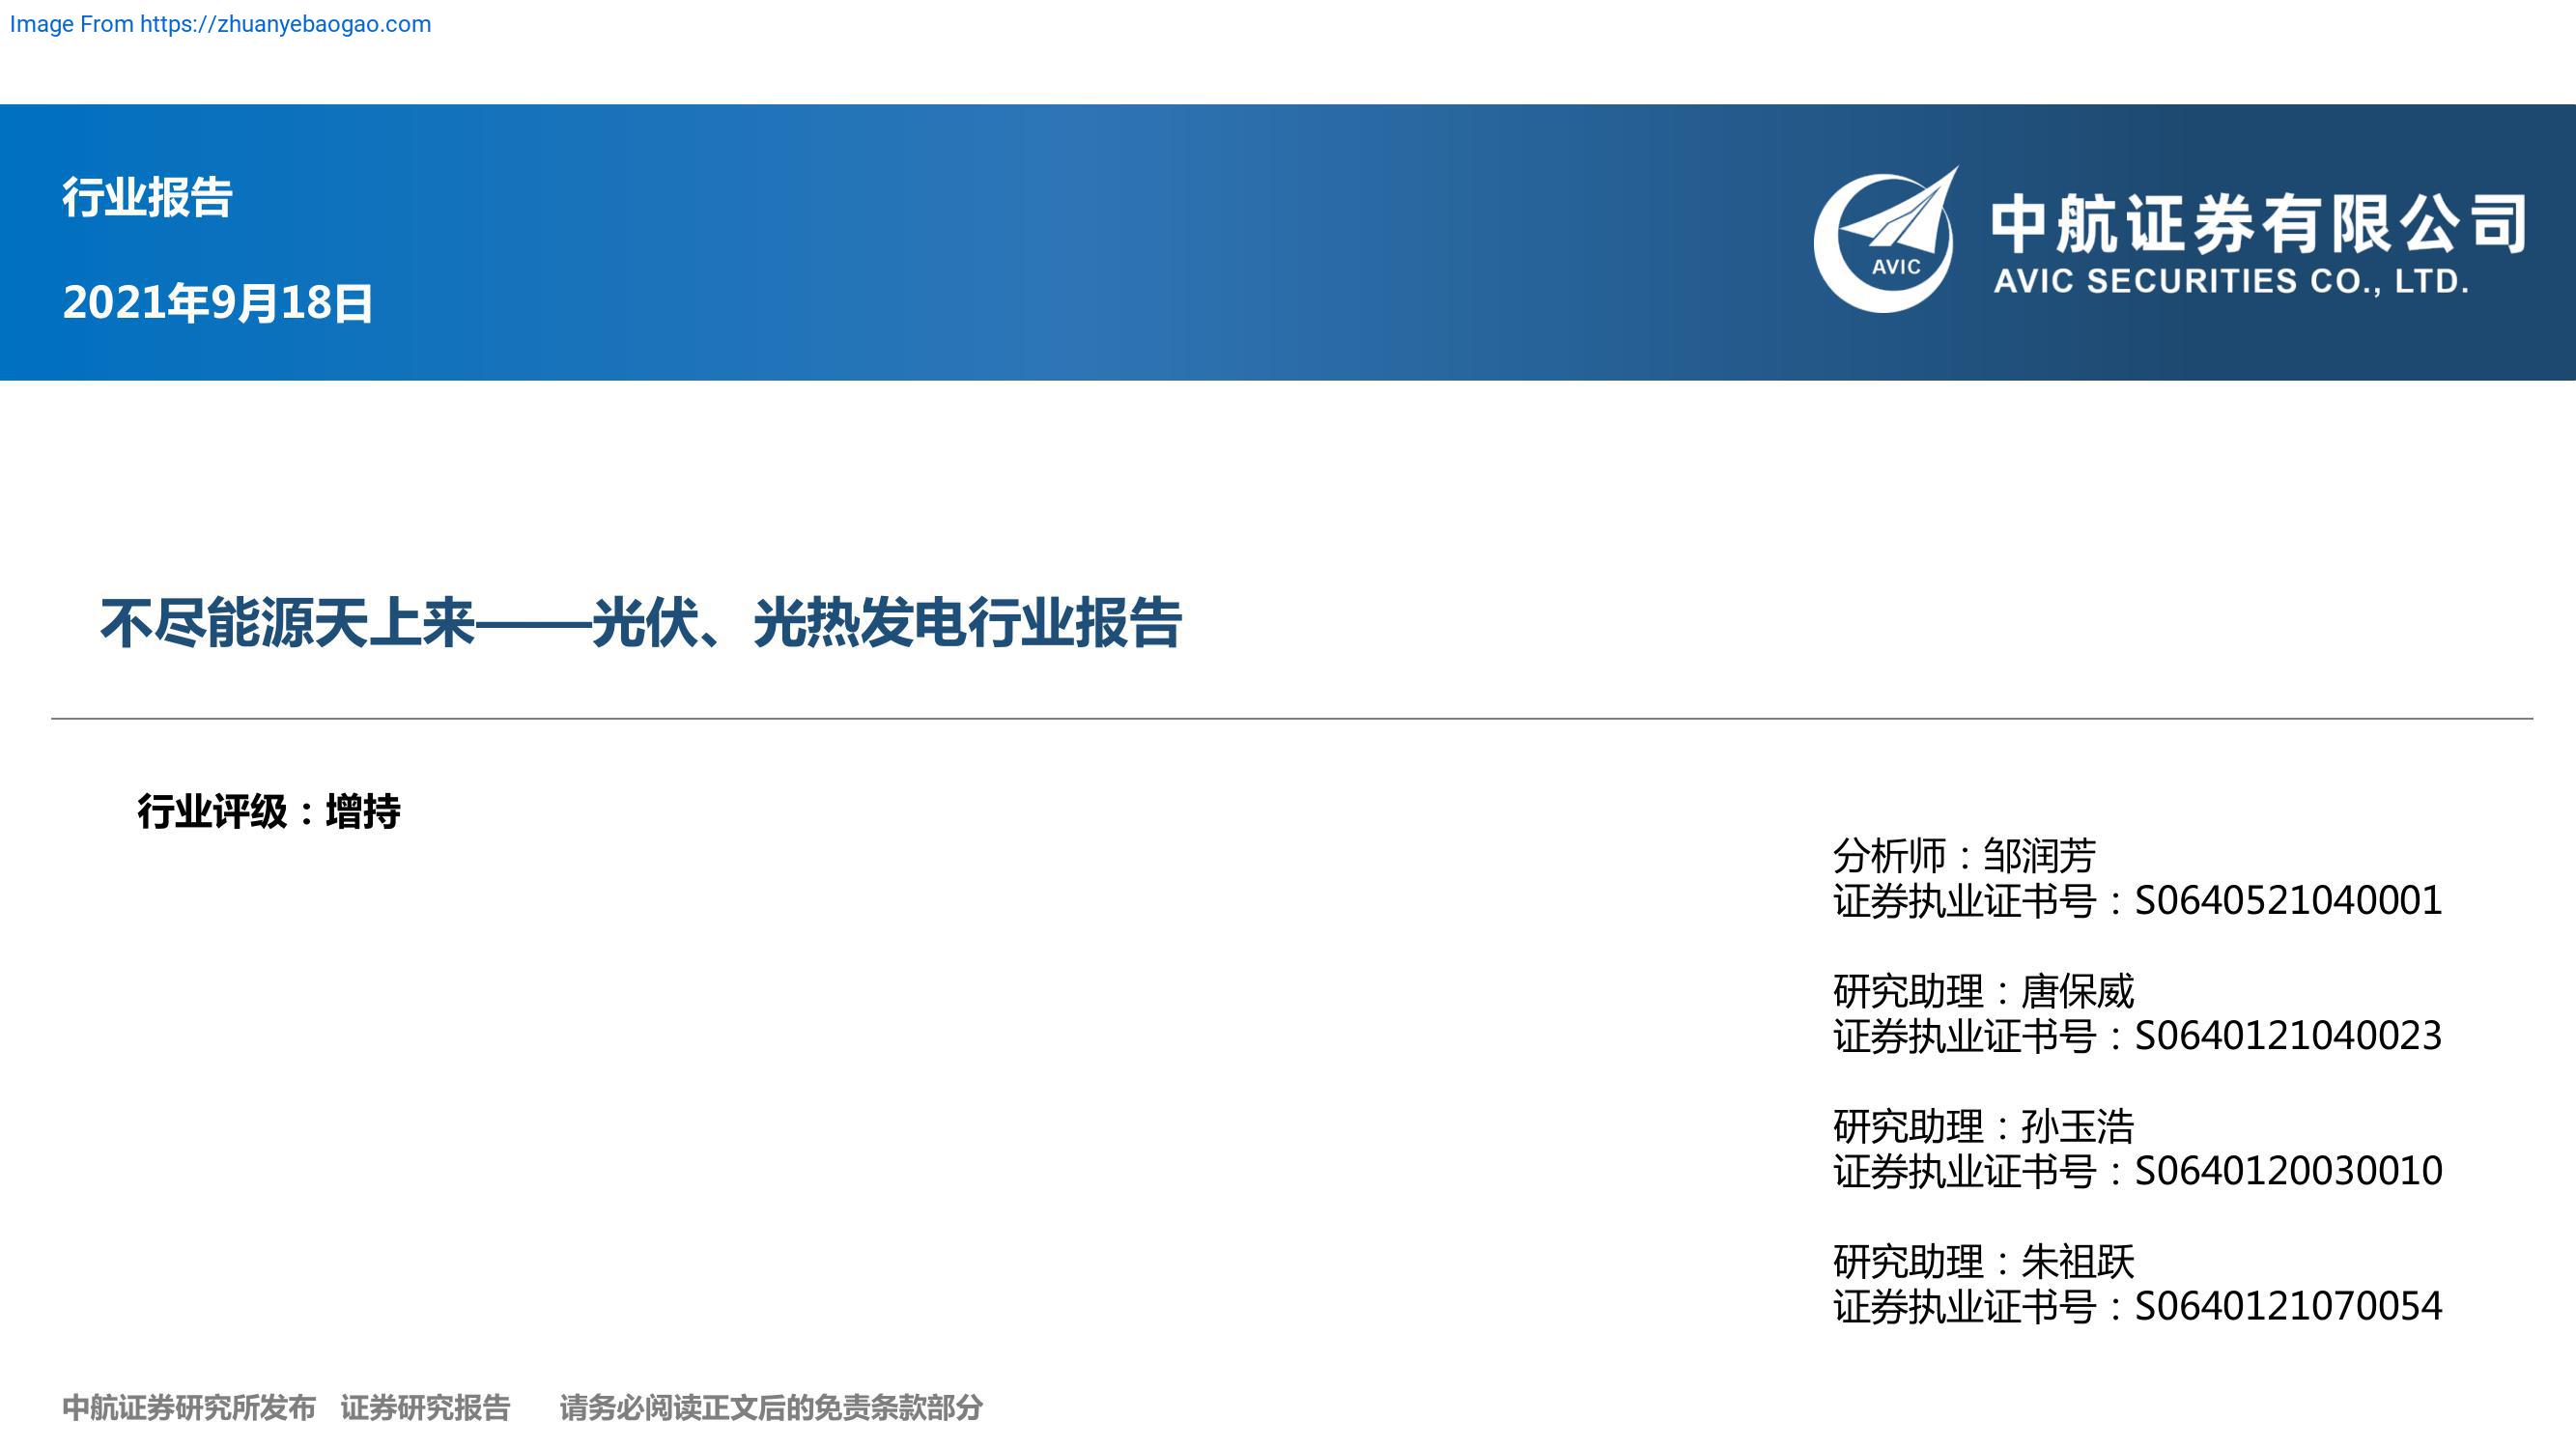 Image From https://zhuanyebaogao.com
行业报告
2021年9月18日
AVIC
中航证券有限公司
AVIC SECURITIES CO., LTD.
不尽能源天上来——光伏、光热发电行业报告
行业评级：增持
分析师：邹润芳
证券执业证书号：S0640521040001
研究助理：唐保威
证券执业证书号：S0640121040023
研究助理：孙玉浩
证券执业证书号：S0640120030010
研究助理：朱祖跃
证券执业证书号：S0640121070054
中航证券研究所发布 证券研究报告 请务必阅读正文后的免责条款部分